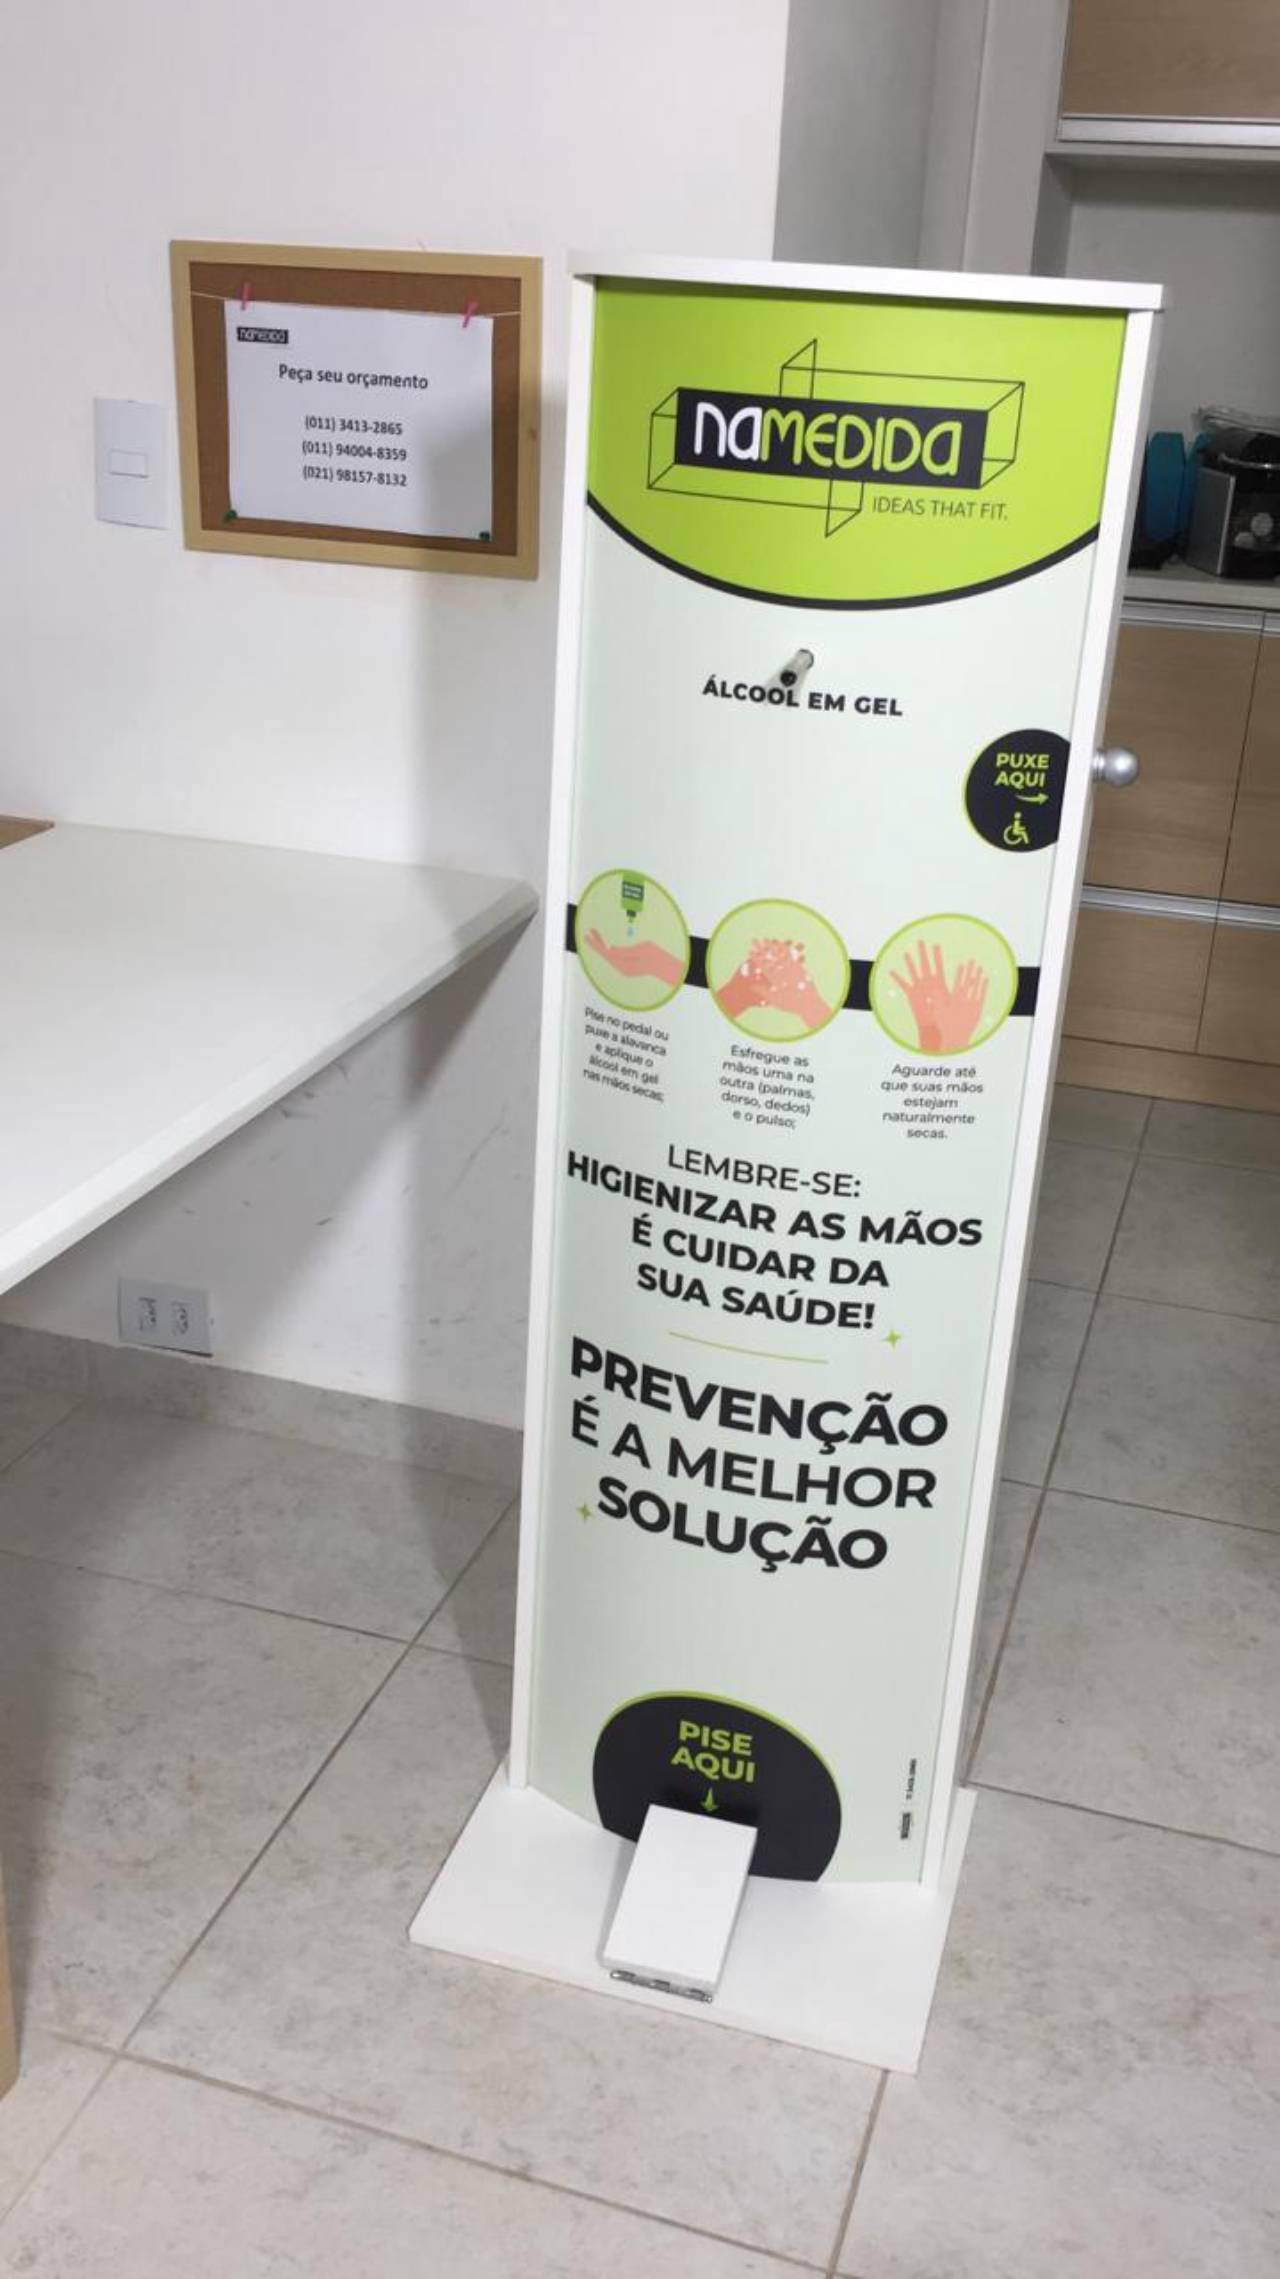 namedida
Peça seu orçamento
(011) 3413-2865
(011) 94004-8359
(021) 98157-8132
naMEDIDa
IDEAS THAT FIT.
ÁLCOOL EM GEL
PUXE
AQUI
Pise no pedal ou
puxe a alavanca
e aplique o
álcool em gel
nas mãos secas;
Esfregue as
mãos uma na
outra (palmas,
dorso, dedos)
e o pulso;
Aguarde até
que suas mãos
estejam
naturalmente
secas.
LEMBRE-SE:
HIGIENIZAR AS MÃOS
É CUIDAR DA
SUA SAÚDE!
PREVENÇÃO
É A MELHOR
SOLUÇÃO
PISE
AQUI